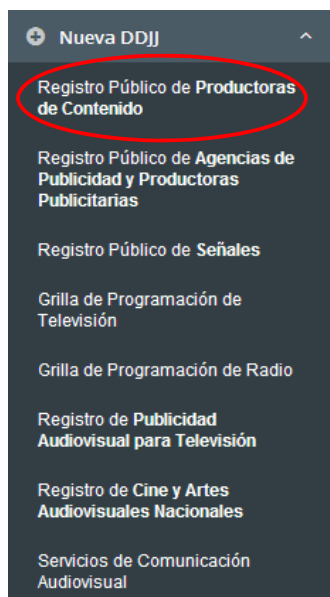 Nueva DDJJ
Registro Público de Productoras
de Contenido
Registro Público de Agencias de
Publicidad y Productoras
Publicitarias
Registro Público de Señales
Grilla de Programación de
Televisión
Grilla de Programación de Radio
Registro de Publicidad
Audiovisual para Televisión
Registro de Cine y Artes
Audiovisuales Nacionales
Servicios de Comunicación
Audiovisual